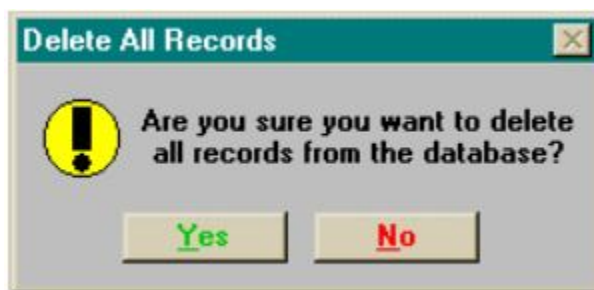 Delete All Records
Are you sure you want to delete
all records from the database?
Yes
No